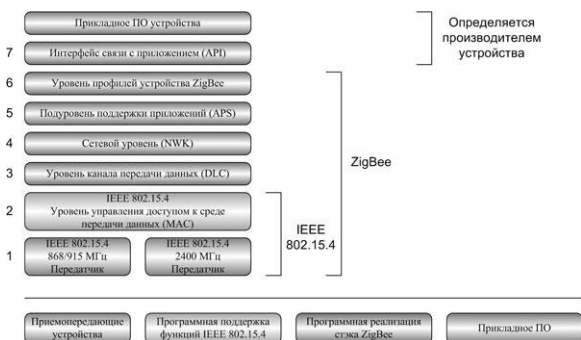 Прикладное ПО устройства
Определяется
производителем
устройства
7 Интерфейс связи с приложением (API)
6 Уровень профилей устройства ZigBee
5 Подуровень поддержки приложений (APS)
4 Сетевой уровень (NWK)
ZigBee
3 Уровень канала передачи данных (DLC)
2 IEEE 802.15.4
Уровень управления доступом к среде
передачи данных (MAC)
IEEE
802.15.4
1 IEEE 802.15.4
868/915 МГц
Передатчик
IEEE 802.15.4
2400 МГц
Передатчик
Приемопередающие
устройства
Программная поддержка
функций IEEE 802.15.4
Программная реализация
стэка ZigBee
Прикладное ПО